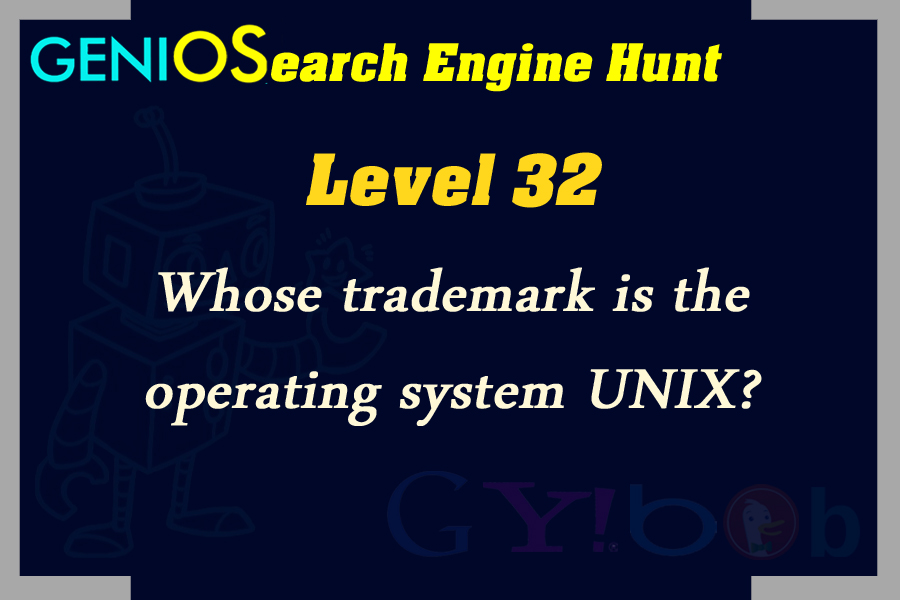 GENIOSearch Engine Hunt
Level 32
Whose trademark is the
operating system UNIX?
G Y! b b